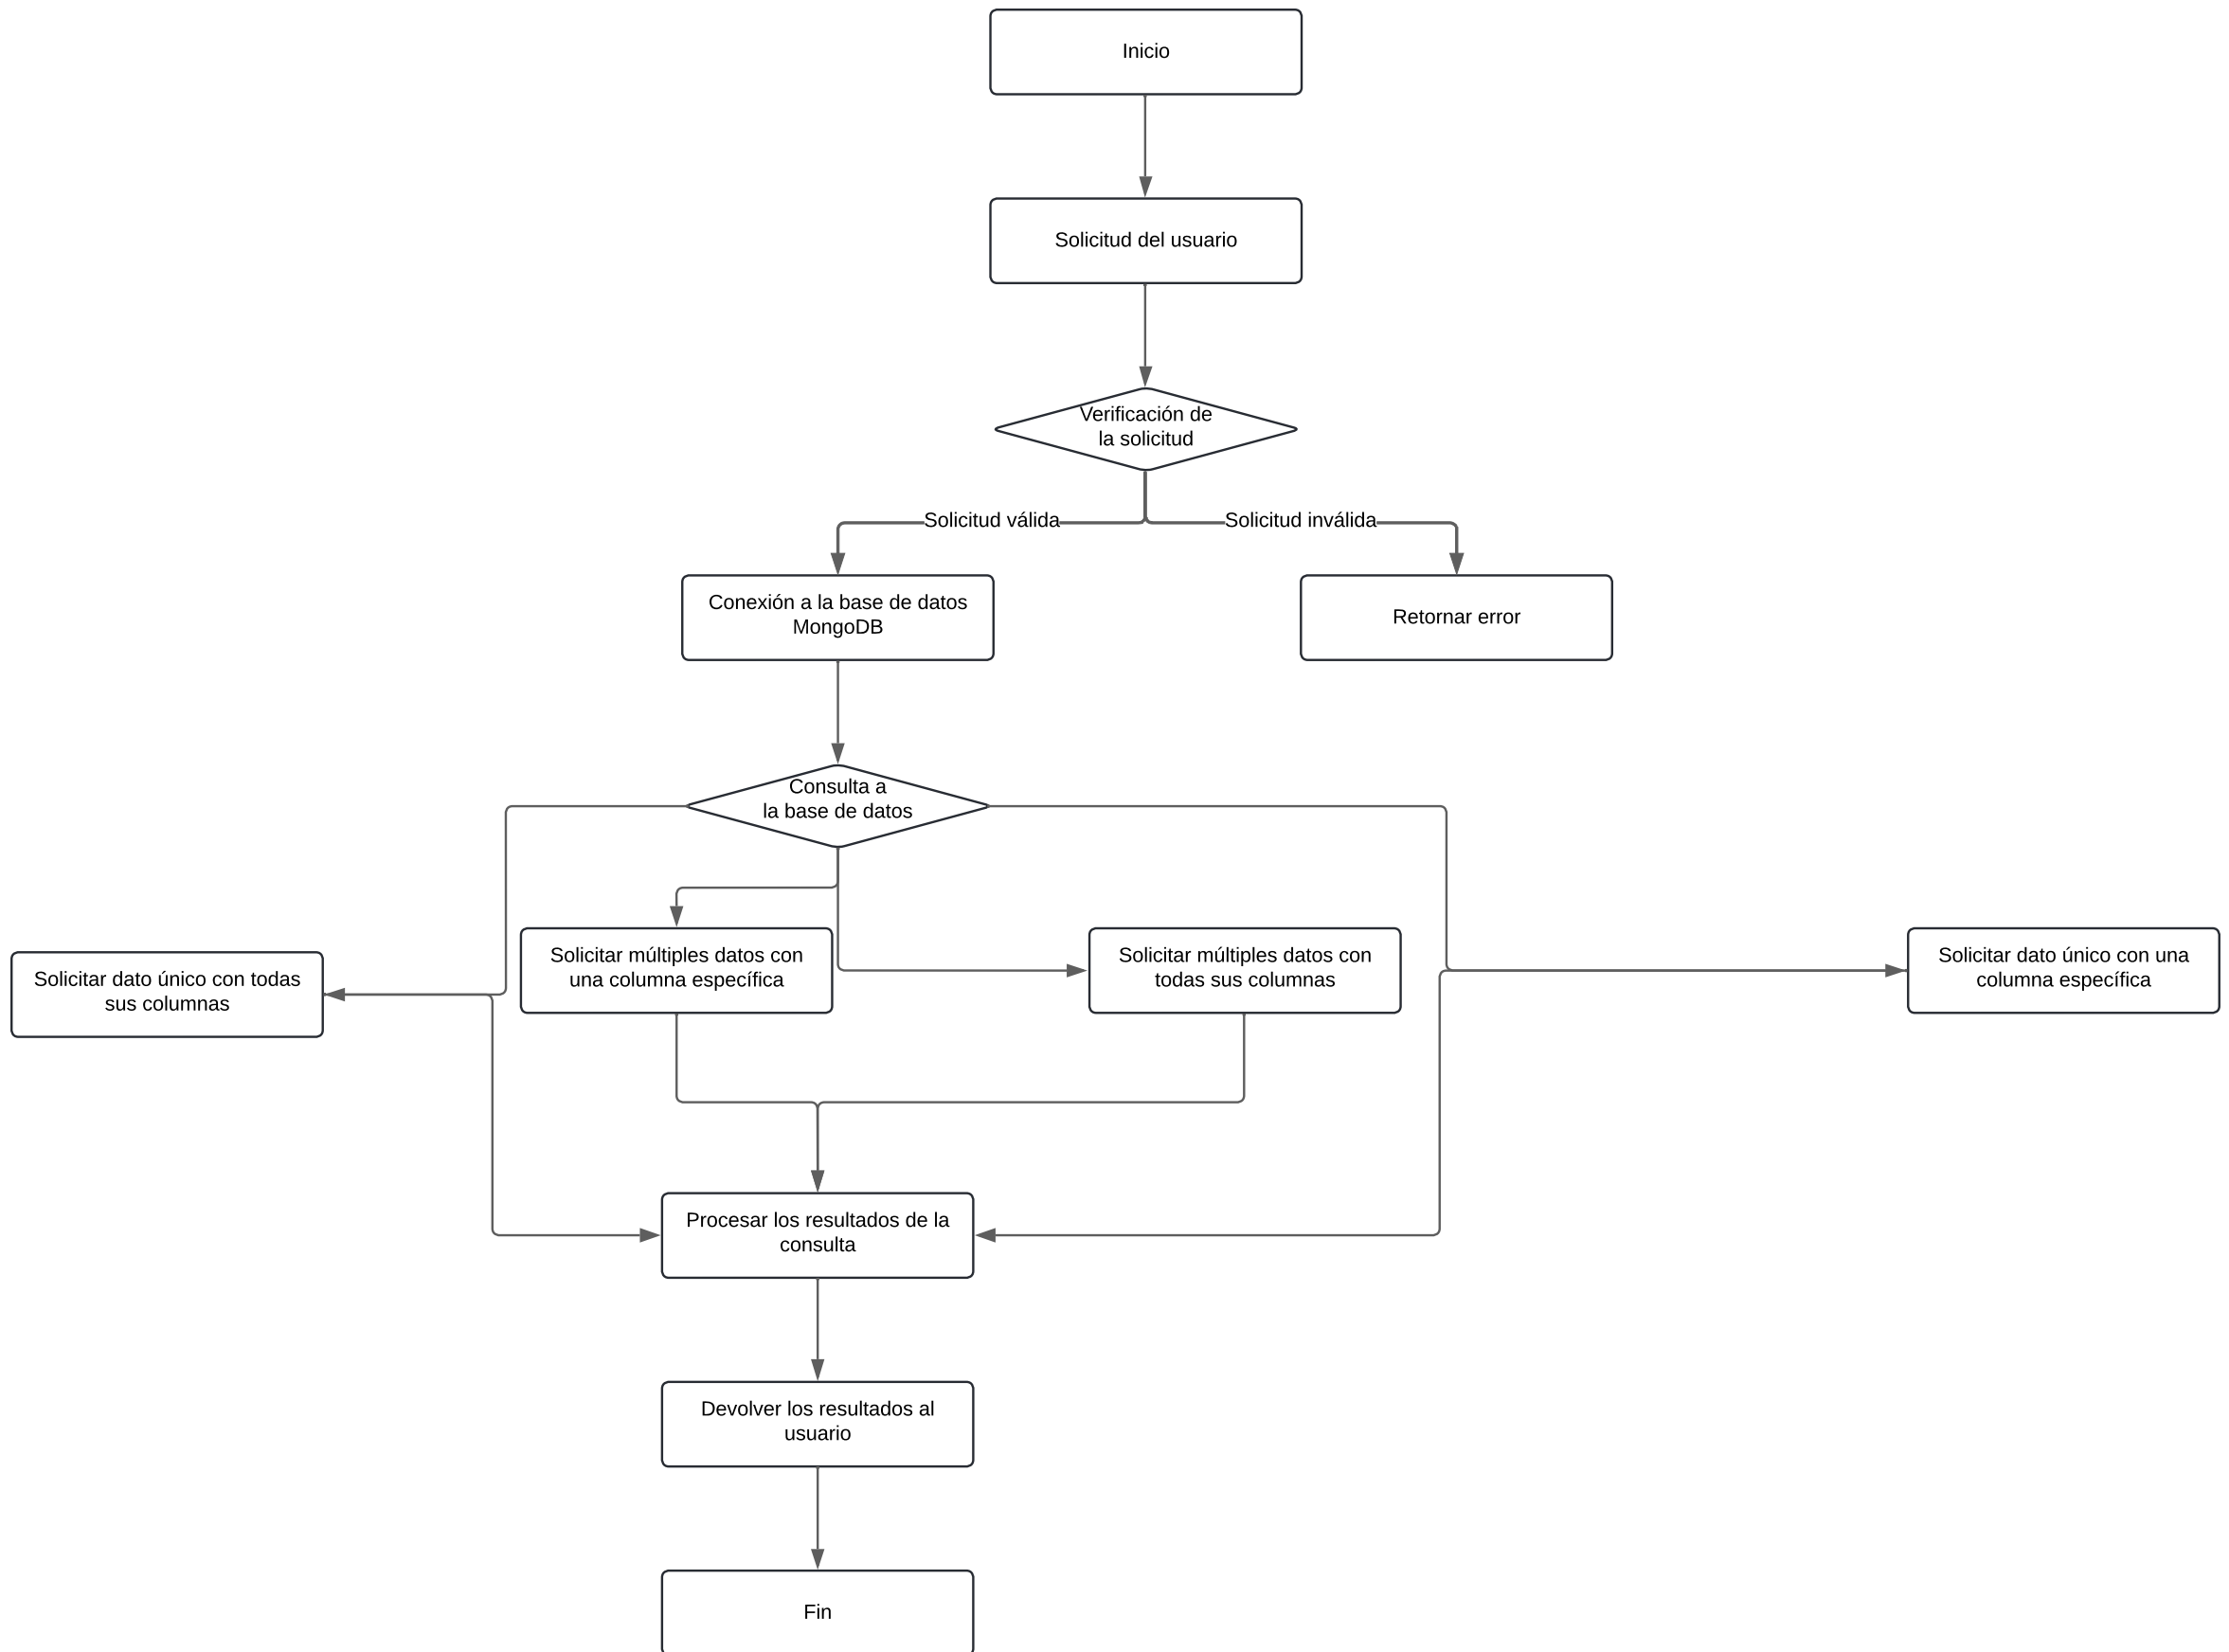 Inicio
Solicitud del usuario
Verificación de
la solicitud
Solicitud válida
Solicitud inválida
Conexión a la base de datos
MongoDB
Retornar error
Consulta a
la base de datos
Solicitar dato único con todas
sus columnas
Solicitar múltiples datos con
una columna específica
Solicitar múltiples datos con
todas sus columnas
Solicitar dato único con una
columna específica
Procesar los resultados de la
consulta
Devolver los resultados al
usuario
Fin